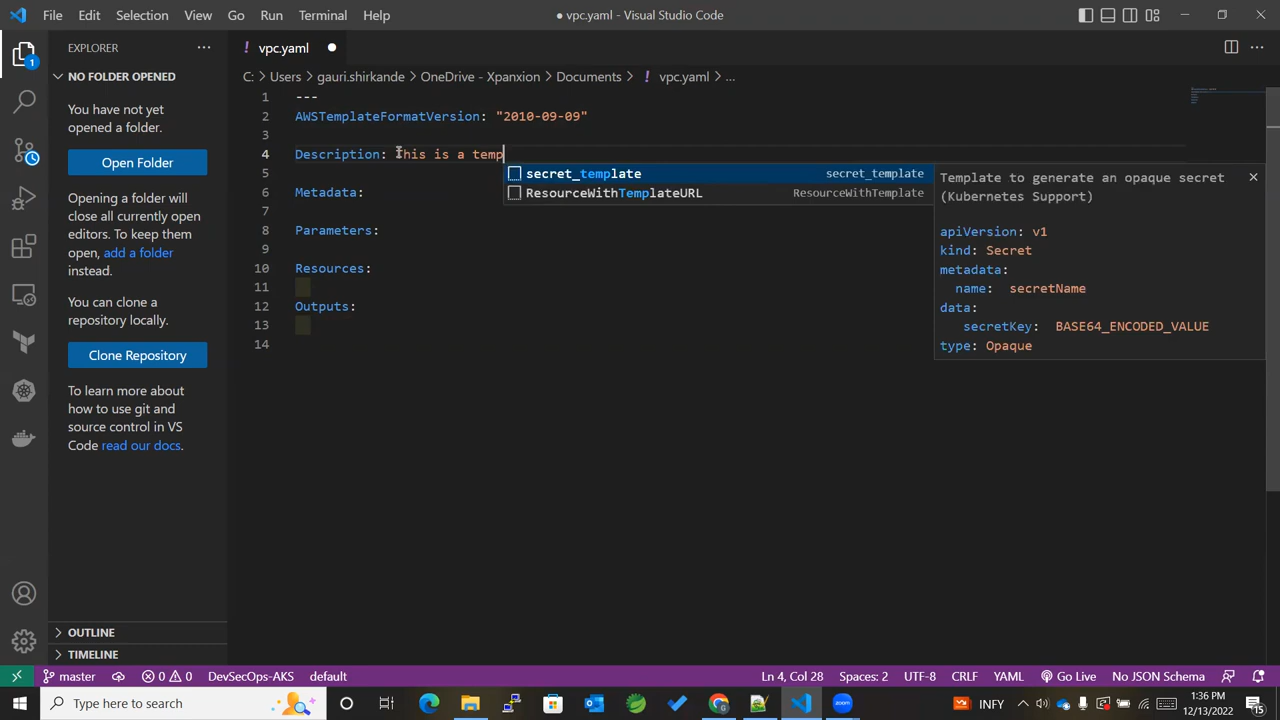 File Edit Selection View Go Run Terminal Help
● vpc.yaml - Visual Studio Code
EXPLORER
NO FOLDER OPENED
You have not yet
opened a folder.
Open Folder
Opening a folder will
close all currently open
editors. To keep them
open, add a folder
instead.
You can clone a
repository locally.
Clone Repository
To learn more about
how to use git and
source control in VS
Code read our docs.
OUTLINE
TIMELINE
1
! vpc.yaml ●
C: > Users > gauri.shirkande > OneDrive - Xpanxion > Documents > ! vpc.yaml > ...
1 ---
2 AWSTemplateFormatVersion: "2010-09-09"
3
4 Description: This is a temp
5
6 Metadata:
7
8 Parameters:
9
10 Resources:
11
12 Outputs:
13
14
secret_template secret_template
ResourceWithTemplateURL ResourceWithTemplate
Template to generate an opaque secret
(Kubernetes Support)
apiVersion: v1
kind: Secret
metadata:
name: secretName
data:
secretKey: BASE64_ENCODED_VALUE
type: Opaque
master 0 0 DevSecOps-AKS default Ln 4, Col 28 Spaces: 2 UTF-8 CRLF YAML Go Live No JSON Schema
Type here to search
zoom
INFY
1:36 PM
12/13/2022
15